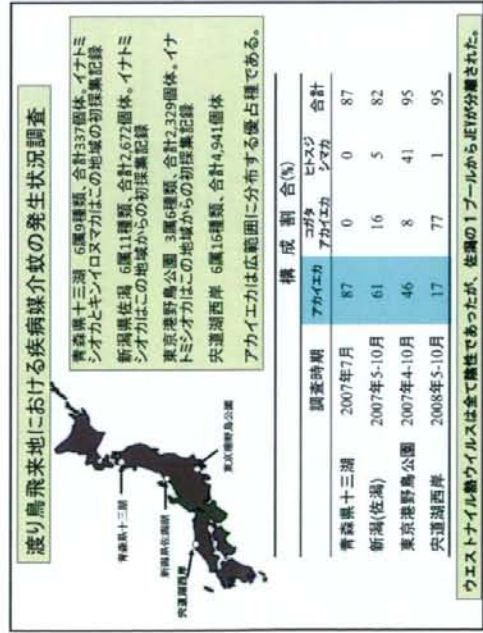 渡り鳥飛来地における疾病媒介蚊の発生状況調査
青森県十三湖　6属9種類、合計337個体。イナトミ
シオカとキンイロヌマカはこの地域の初採集記録
新潟県佐潟　6属11種類、合計2,672個体。イナトミ
シオカはこの地域からの初採集記録
東京港野鳥公園　3属6種類、合計2,329個体。イナ
トミシオカはこの地域からの初採集記録
宍道湖西岸　6属16種類、合計4,941個体
アカイエカは広範囲に分布する優占種である。
青森県十三湖
新潟県佐潟湖
宍道湖西岸
東京港野鳥公園
構 成 割 合(%)
調査時期　アカイエカ　コガタアカイエカ　ヒトスジシマカ　合計
青森県十三湖　2007年7月　87　0　0　87
新潟(佐潟)　2007年5-10月　61　16　5　82
東京港野鳥公園　2007年4-10月　46　8　41　95
宍道湖西岸　2008年5-10月　17　77　1　95
ウエストナイル熱ウイルスは全て陰性であったが、佐潟の1プールからJEVが分離された。